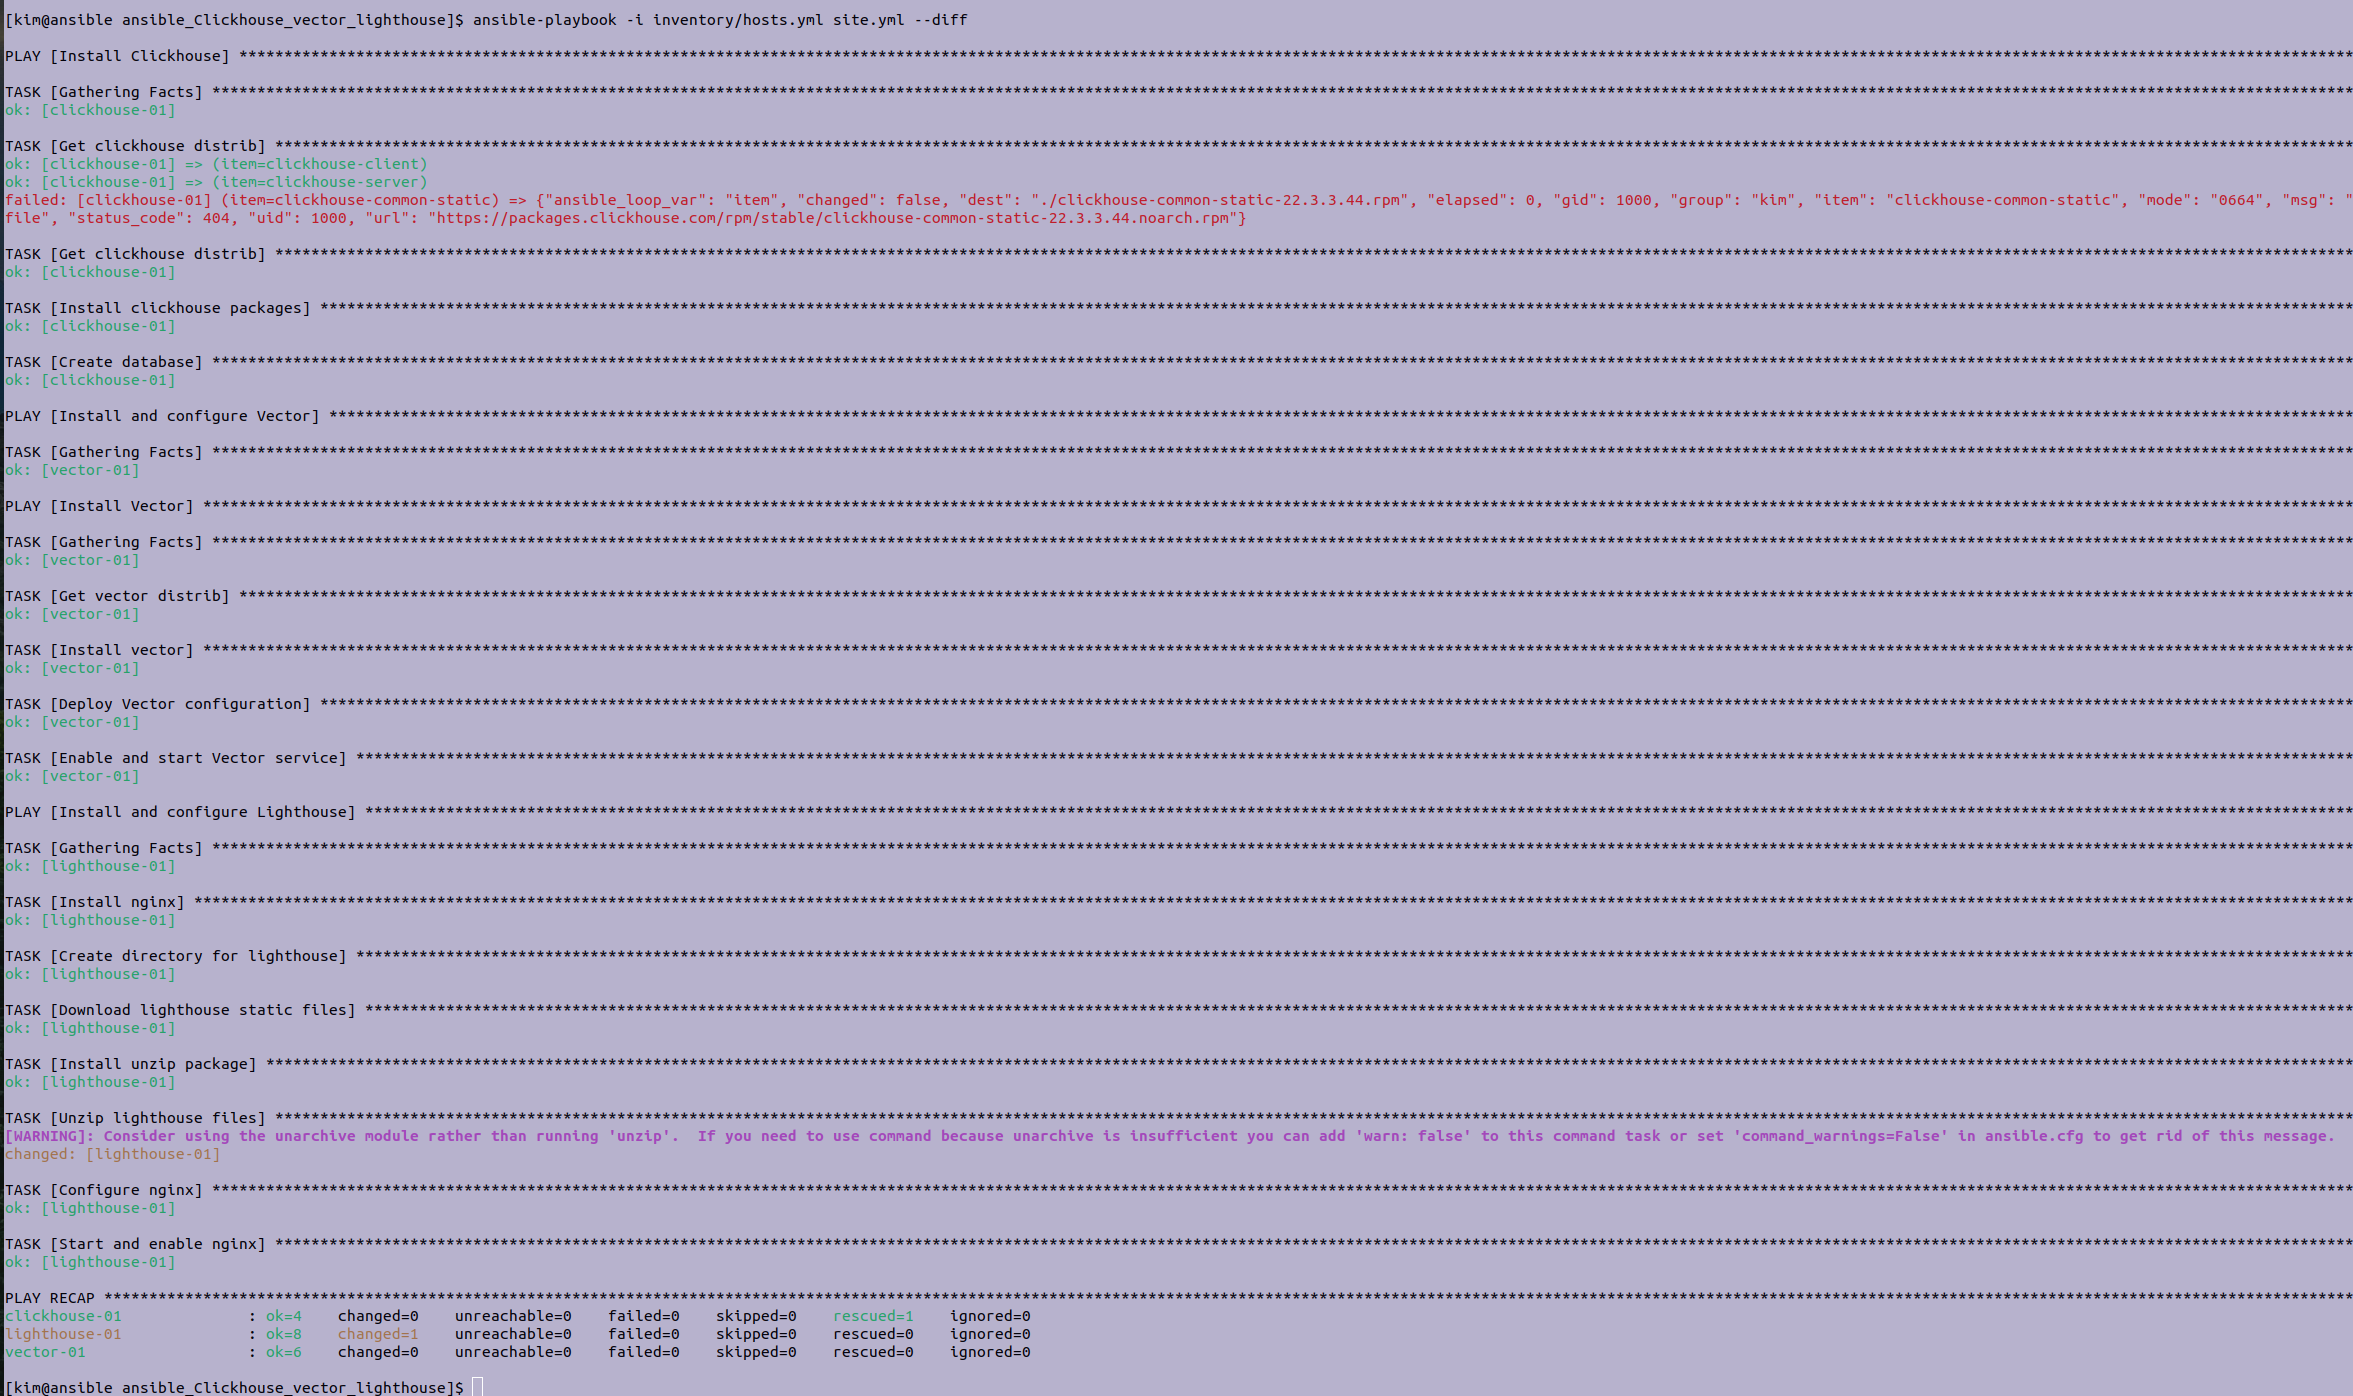 [kim@ansible ansible_Clickhouse_vector_lighthouse]$ ansible-playbook -i inventory/hosts.yml site.yml --diff
PLAY [Install Clickhouse] ****************************************
TASK [Gathering Facts] ****************************************
ok: [clickhouse-01]
TASK [Get clickhouse distrib] ****************************************
ok: [clickhouse-01] => (item=clickhouse-client)
ok: [clickhouse-01] => (item=clickhouse-server)
failed: [clickhouse-01] (item=clickhouse-common-static) => {"ansible_loop_var": "item", "changed": false, "dest": "./clickhouse-common-static-22.3.3.44.rpm", "elapsed": 0, "gid": 1000, "group": "kim", "item": "clickhouse-common-static", "mode": "0664", "msg": "
file", "status_code": 404, "uid": 1000, "url": "https://packages.clickhouse.com/rpm/stable/clickhouse-common-static-22.3.3.44.noarch.rpm"}
TASK [Get clickhouse distrib] ****************************************
ok: [clickhouse-01]
TASK [Install clickhouse packages] ****************************************
ok: [clickhouse-01]
TASK [Create database] ****************************************
ok: [clickhouse-01]
PLAY [Install and configure Vector] ****************************************
TASK [Gathering Facts] ****************************************
ok: [vector-01]
PLAY [Install Vector] ****************************************
TASK [Gathering Facts] ****************************************
ok: [vector-01]
TASK [Get vector distrib] ****************************************
ok: [vector-01]
TASK [Install vector] ****************************************
ok: [vector-01]
TASK [Deploy Vector configuration] ****************************************
ok: [vector-01]
TASK [Enable and start Vector service] ****************************************
ok: [vector-01]
PLAY [Install and configure Lighthouse] ****************************************
TASK [Gathering Facts] ****************************************
ok: [lighthouse-01]
TASK [Install nginx] ****************************************
ok: [lighthouse-01]
TASK [Create directory for lighthouse] ****************************************
ok: [lighthouse-01]
TASK [Download lighthouse static files] ****************************************
ok: [lighthouse-01]
TASK [Install unzip package] ****************************************
ok: [lighthouse-01]
TASK [Unzip lighthouse files] ****************************************
[WARNING]: Consider using the unarchive module rather than running 'unzip'.  If you need to use command because unarchive is insufficient you can add 'warn: false' to this command task or set 'command_warnings=False' in ansible.cfg to get rid of this message.
changed: [lighthouse-01]
TASK [Configure nginx] ****************************************
ok: [lighthouse-01]
TASK [Start and enable nginx] ****************************************
ok: [lighthouse-01]
PLAY RECAP ****************************************
clickhouse-01              : ok=4    changed=0    unreachable=0    failed=0    skipped=0    rescued=1    ignored=0
lighthouse-01              : ok=8    changed=1    unreachable=0    failed=0    skipped=0    rescued=0    ignored=0
vector-01                  : ok=6    changed=0    unreachable=0    failed=0    skipped=0    rescued=0    ignored=0
[kim@ansible ansible_Clickhouse_vector_lighthouse]$